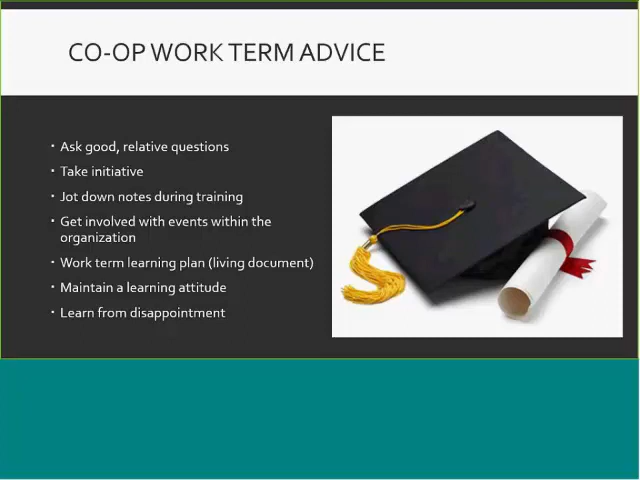 CO-OP WORK TERM ADVICE
• Ask good, relative questions
• Take initiative
• Jot down notes during training
• Get involved with events within the
organization
• Work term learning plan (living document)
• Maintain a learning attitude
• Learn from disappointment